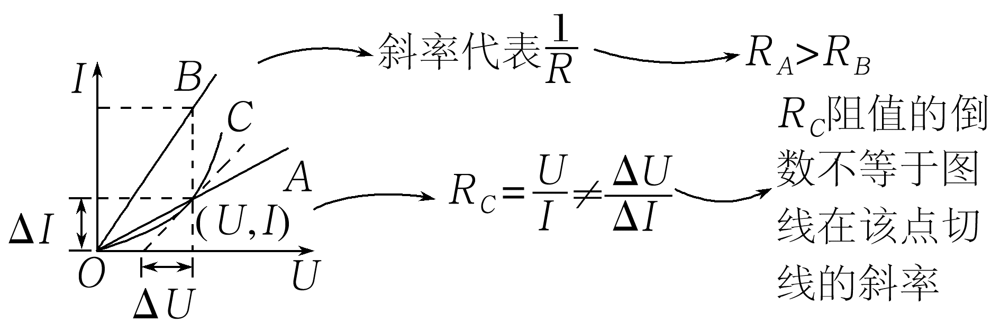 I
B
C
A
(U,I)
ΔI
O
U
ΔU
斜率代表1/R
R_A>R_B
R_C=U/I≠ΔU/ΔI
R_C阻值的倒
数不等于图
线在该点切
线的斜率